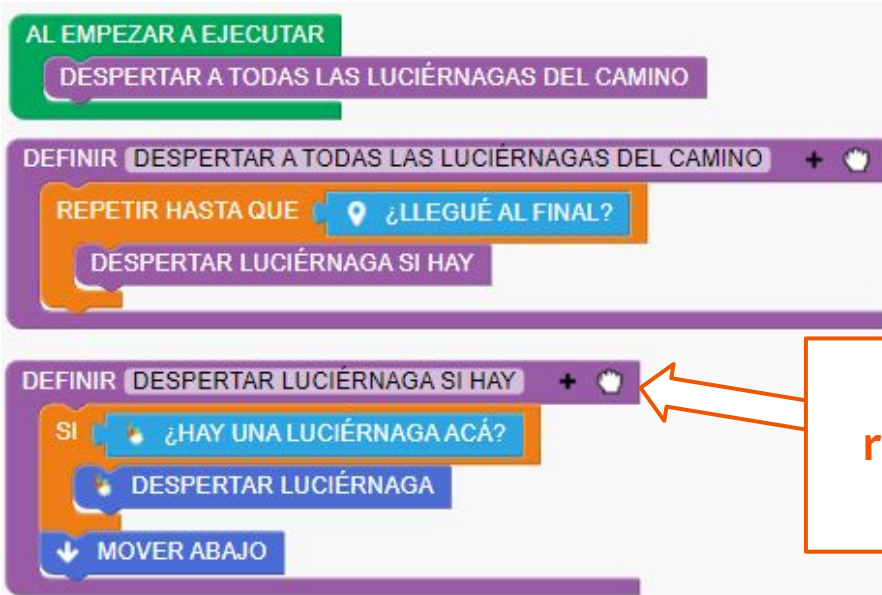 AL EMPEZAR A EJECUTAR
DESPERTAR A TODAS LAS LUCIÉRNAGAS DEL CAMINO
DEFINIR DESPERTAR A TODAS LAS LUCIÉRNAGAS DEL CAMINO +
REPETIR HASTA QUE ¿LLEGUÉ AL FINAL?
DESPERTAR LUCIÉRNAGA SI HAY
DEFINIR DESPERTAR LUCIÉRNAGA SI HAY +
SI ¿HAY UNA LUCIÉRNAGA ACÁ?
DESPERTAR LUCIÉRNAGA
MOVER ABAJO
r